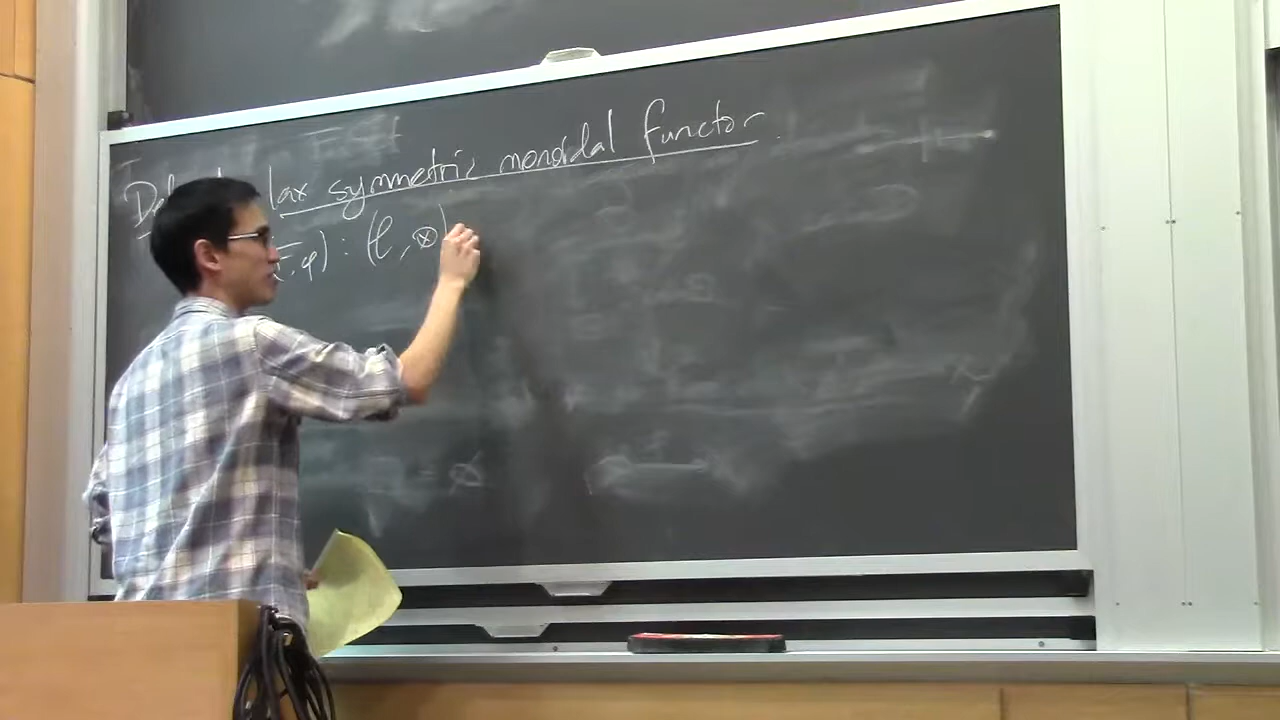 lax symmetric monoidal functor.
F, φ) : (C, ⊗)